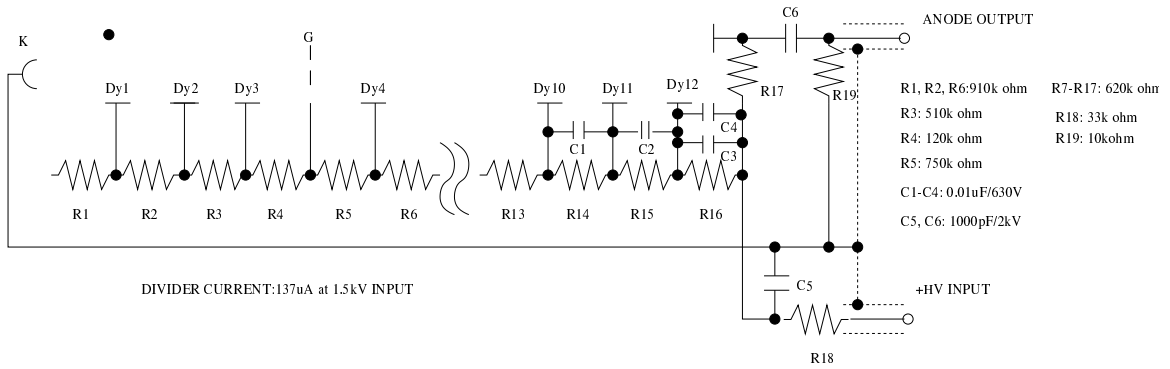 C6
ANODE OUTPUT
K
G
Dy1
Dy2
Dy3
Dy4
Dy10
Dy11
Dy12
R17
R19
C4
C1
C2
C3
R1
R2
R3
R4
R5
R6
R13
R14
R15
R16
R1, R2, R6:910k ohm
R7-R17: 620k ohm
R3: 510k ohm
R18: 33k ohm
R4: 120k ohm
R19: 10kohm
R5: 750k ohm
C1-C4: 0.01uF/630V
C5, C6: 1000pF/2kV
DIVIDER CURRENT:137uA at 1.5kV INPUT
C5
+HV INPUT
R18